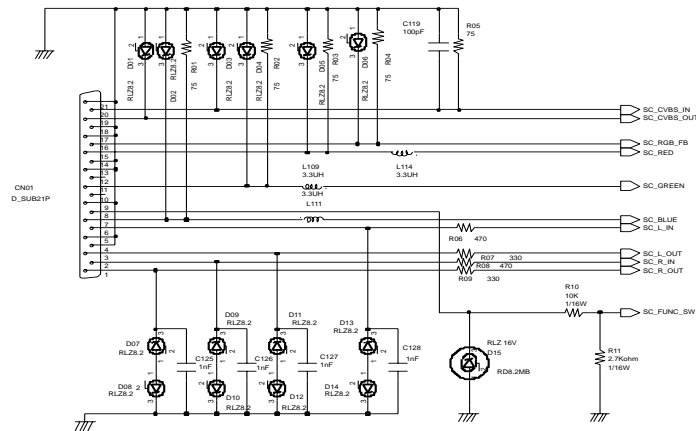 C119
100pF
R05
75
D01
RLZ8.2
RLZ8.2
D02
R01
75
D03
RLZ8.2
D04
RLZ8.2
R02
75
D05
RLZ8.2
R03
75
D06
RLZ8.2
R04
75
CN01
D_SUB21P
21
20
19
18
17
16
15
14
13
12
11
10
9
8
7
6
5
4
3
2
1
SC_CVBS_IN
SC_CVBS_OUT
SC_RGB_FB
SC_RED
L109
3.3UH
L114
3.3UH
SC_GREEN
3.3UH
L111
SC_BLUE
SC_L_IN
R06 470
SC_L_OUT
R07 330
SC_R_IN
R08 470
SC_R_OUT
R09 330
R10
10K
1/16W
SC_FUNC_SW
R11
2.7Kohm
1/16W
D07
RLZ8.2
D08
RLZ8.2
C125
1nF
D09
RLZ8.2
D10
RLZ8.2
C126
1nF
D11
RLZ8.2
D12
RLZ8.2
C127
1nF
D13
RLZ8.2
D14
RLZ8.2
C128
1nF
RLZ 16V
D15
RD8.2MB